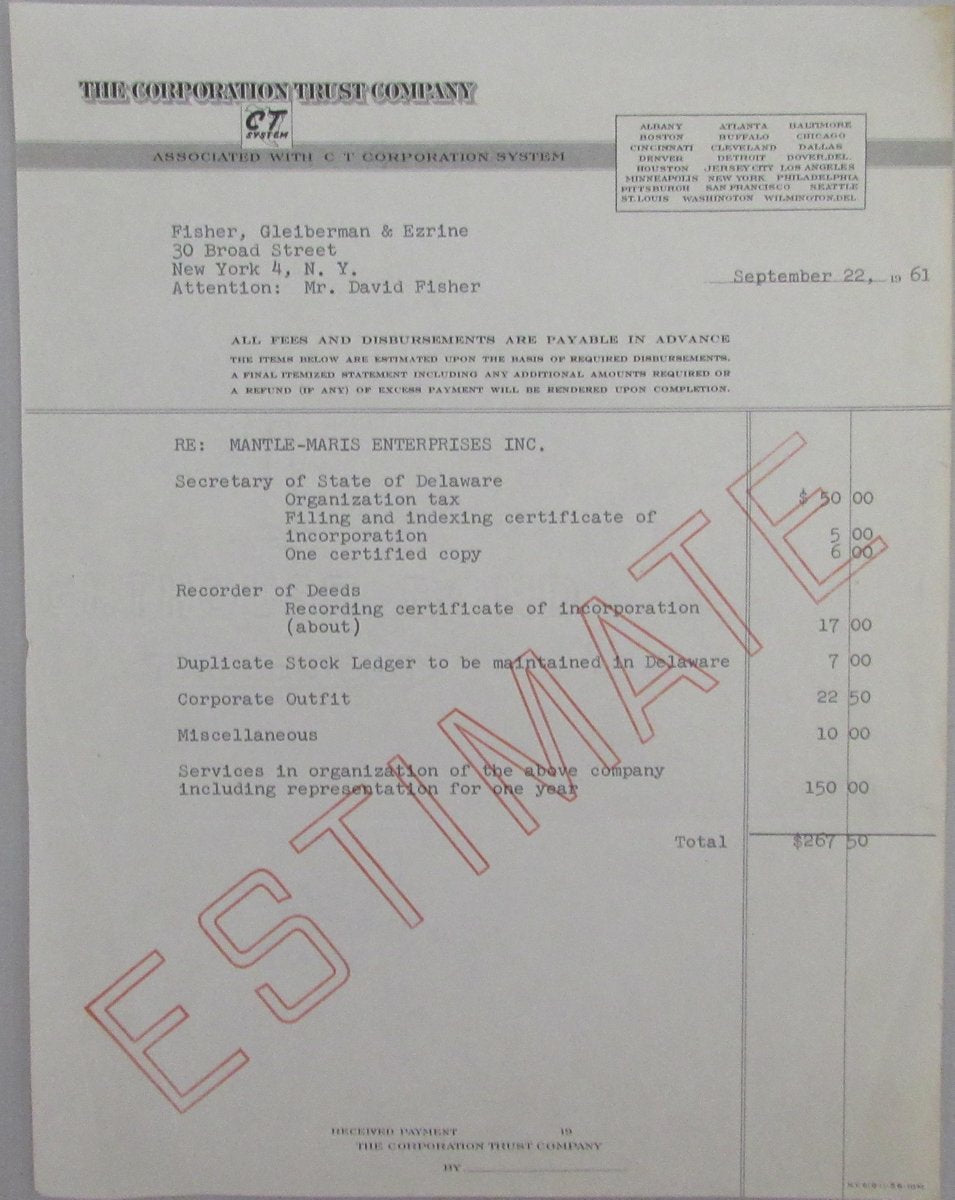 THE CORPORATION TRUST COMPANY
CT
SYSTEM
ASSOCIATED WITH C T CORPORATION SYSTEM
ALBANY ATLANTA BALTIMORE
BOSTON BUFFALO CHICAGO
CINCINNATI CLEVELAND DALLAS
DENVER DETROIT DOVER,DEL.
HOUSTON JERSEY CITY LOS ANGELES
MINNEAPOLIS NEW YORK PHILADELPHIA
PITTSBURGH SAN FRANCISCO SEATTLE
ST. LOUIS WASHINGTON WILMINGTON,DEL.
Fisher, Gleiberman & Ezrine
30 Broad Street
New York 4, N. Y.
Attention: Mr. David Fisher
September 22, 19 61
ALL FEES AND DISBURSEMENTS ARE PAYABLE IN ADVANCE
THE ITEMS BELOW ARE ESTIMATED UPON THE BASIS OF REQUIRED DISBURSEMENTS.
A FINAL ITEMIZED STATEMENT INCLUDING ANY ADDITIONAL AMOUNTS REQUIRED OR
A REFUND (IF ANY) OF EXCESS PAYMENT WILL BE RENDERED UPON COMPLETION.
RE: MANTLE-MARIS ENTERPRISES INC.
Secretary of State of Delaware
Organization tax $ 50 00
Filing and indexing certificate of
incorporation 5 00
One certified copy 6 00
Recorder of Deeds
Recording certificate of incorporation
(about) 17 00
Duplicate Stock Ledger to be maintained in Delaware 7 00
Corporate Outfit 22 50
Miscellaneous 10 00
Services in organization of the above company
including representation for one year 150 00
Total $267 50
ESTIMATE
RECEIVED PAYMENT 19
THE CORPORATION TRUST COMPANY
BY